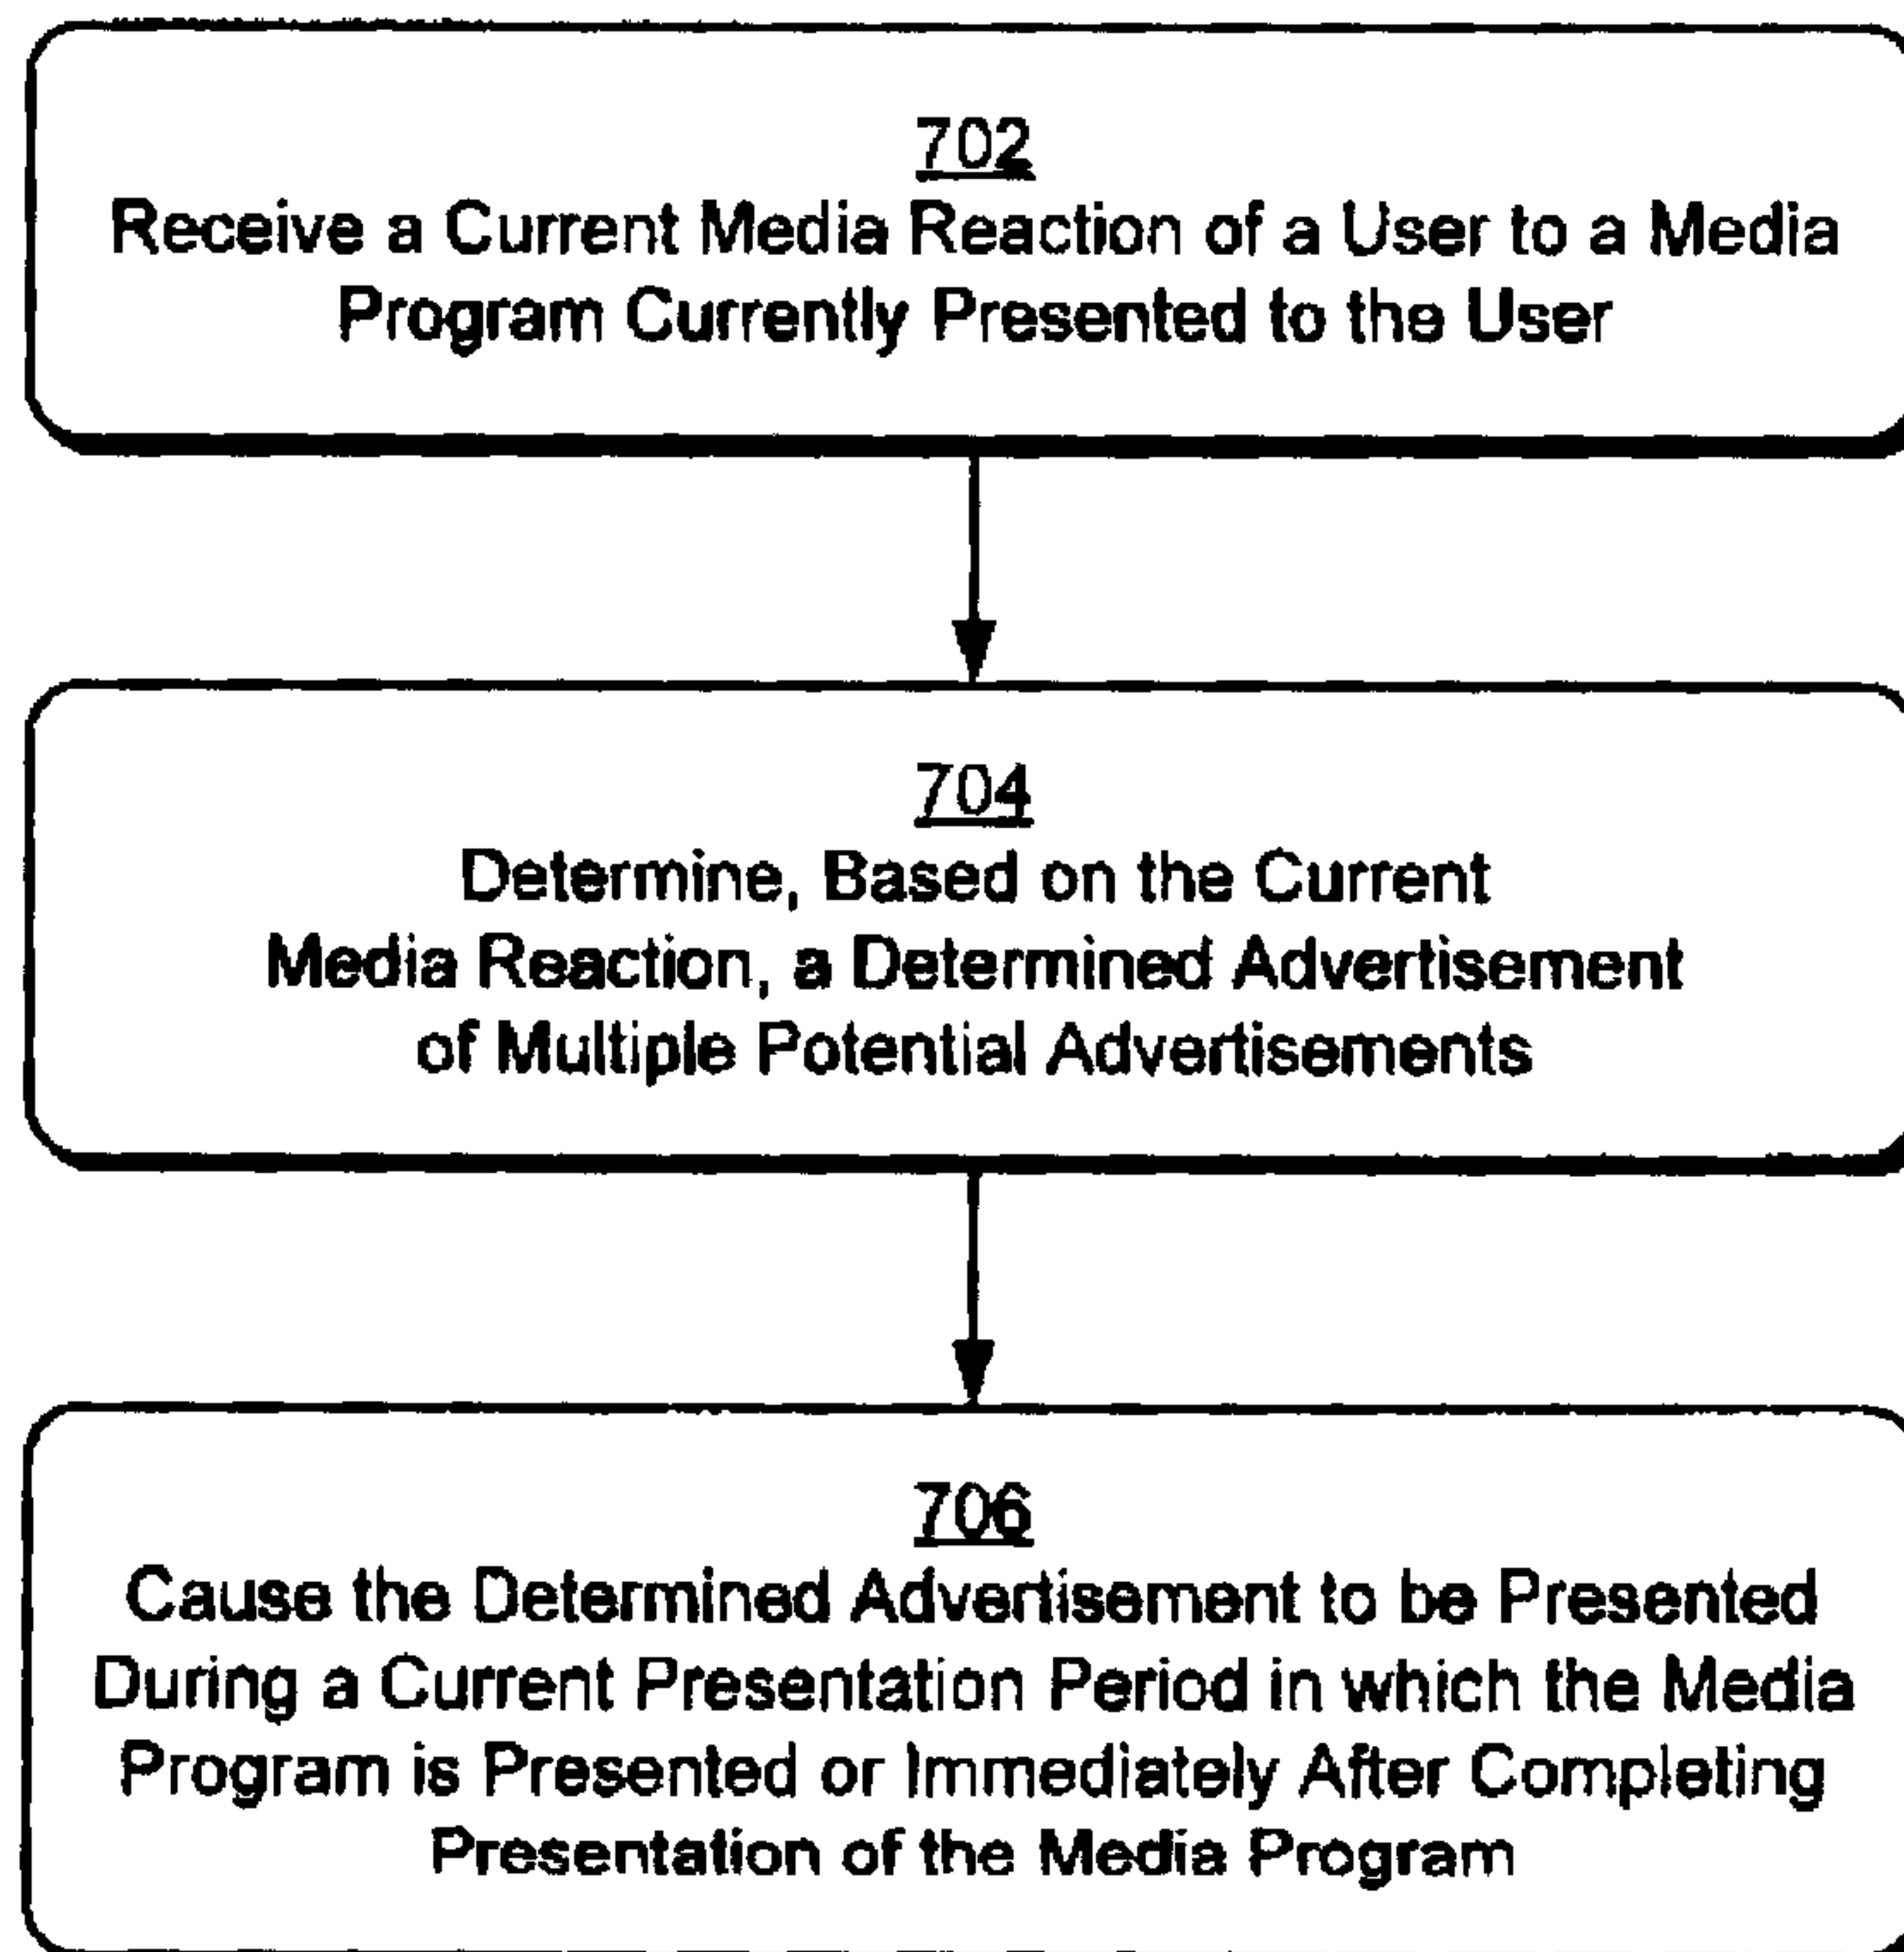 702
Receive a Current Media Reaction of a User to a Media
Program Currently Presented to the User
704
Determine, Based on the Current
Media Reaction, a Determined Advertisement
of Multiple Potential Advertisements
706
Cause the Determined Advertisement to be Presented
During a Current Presentation Period in which the Media
Program is Presented or Immediately After Completing
Presentation of the Media Program